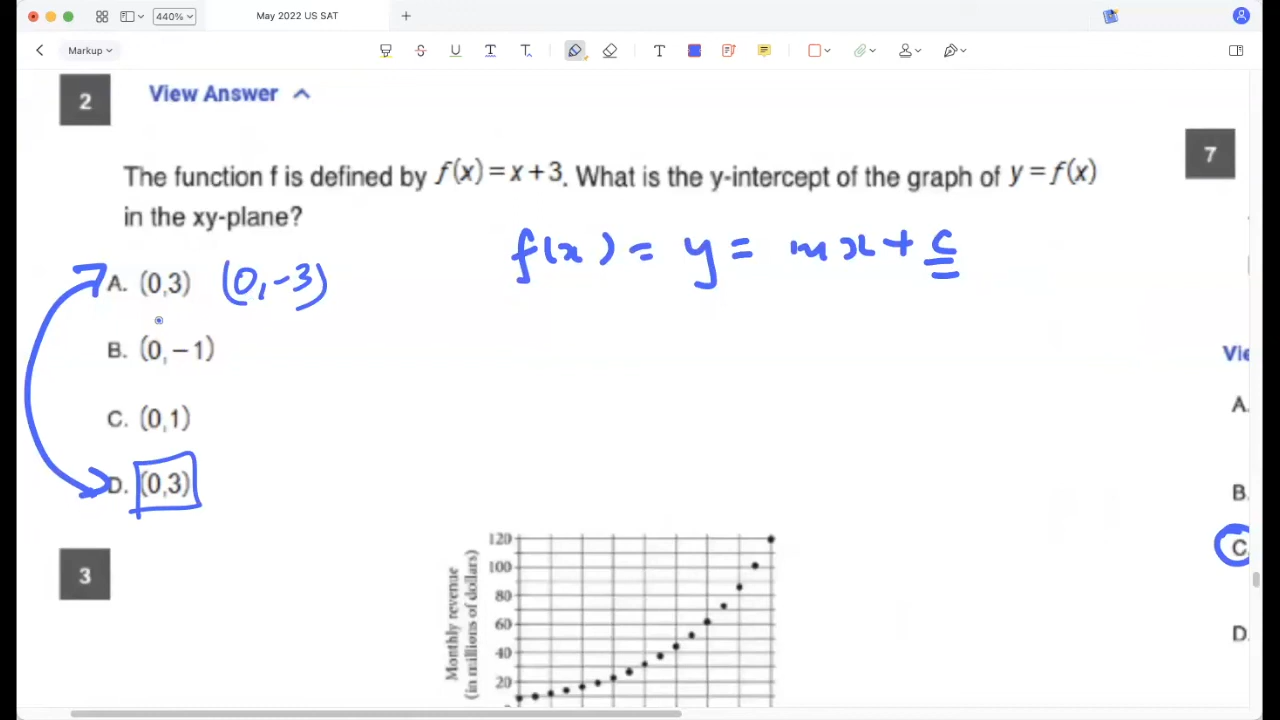 440%
May 2022 US SAT
+
Markup
2
View Answer
7
The function f is defined by f(x)=x+3. What is the y-intercept of the graph of y=f(x)
in the xy-plane?
f(x) = y = mx + c
A. (0,3) (0,-3)
B. (0,-1)
C. (0,1)
D. (0,3)
Vie
A.
B.
C
D.
3
Monthly revenue
(in millions of dollars)
120
100
80
60
40
20